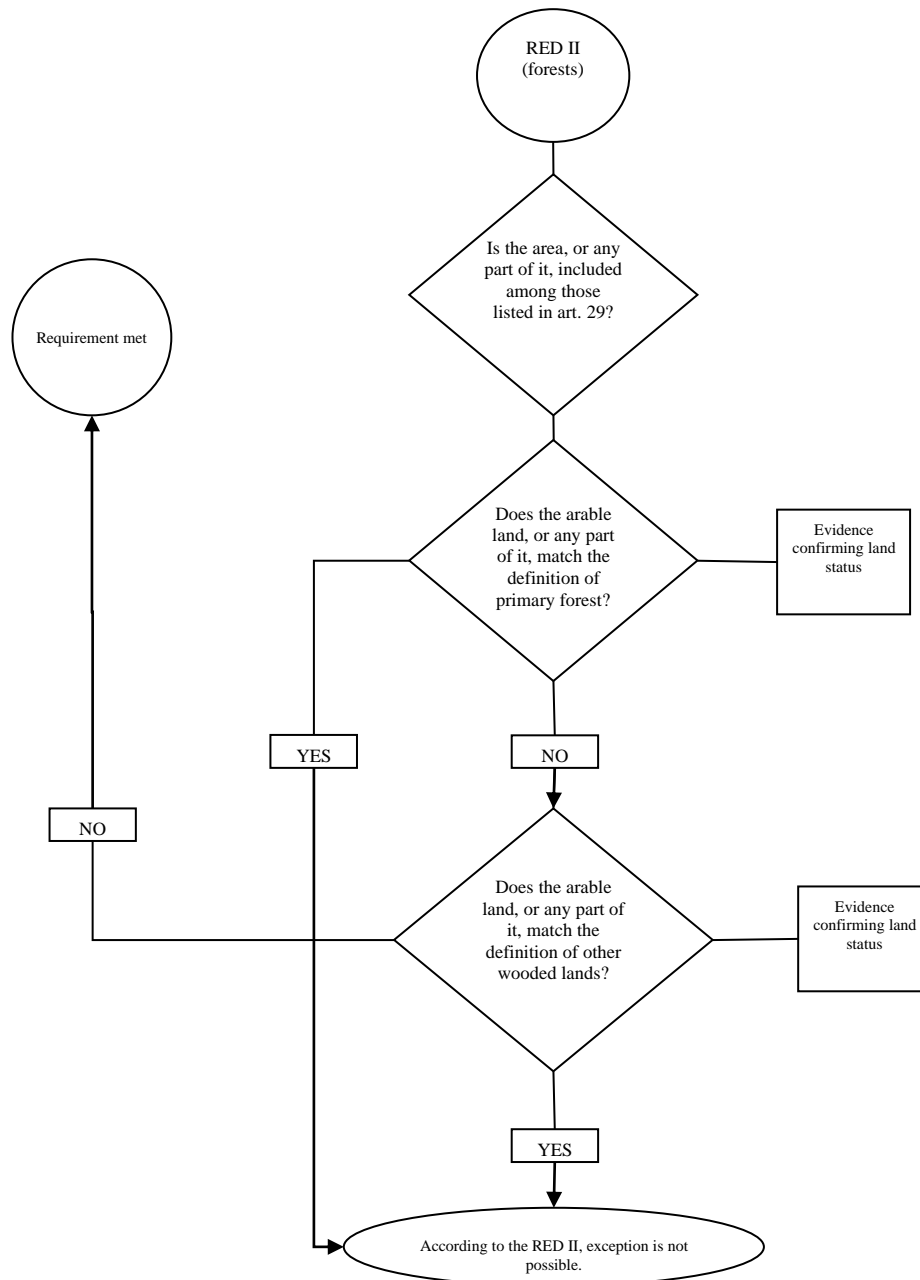 RED II
(forests)
Is the area, or any
part of it, included
among those
listed in art. 29?
Requirement met
Does the arable
land, or any part
of it, match the
definition of
primary forest?
Evidence
confirming land
status
YES
NO
NO
Does the arable
land, or any part of
it, match the
definition of other
wooded lands?
Evidence
confirming land
status
YES
According to the RED II, exception is not
possible.